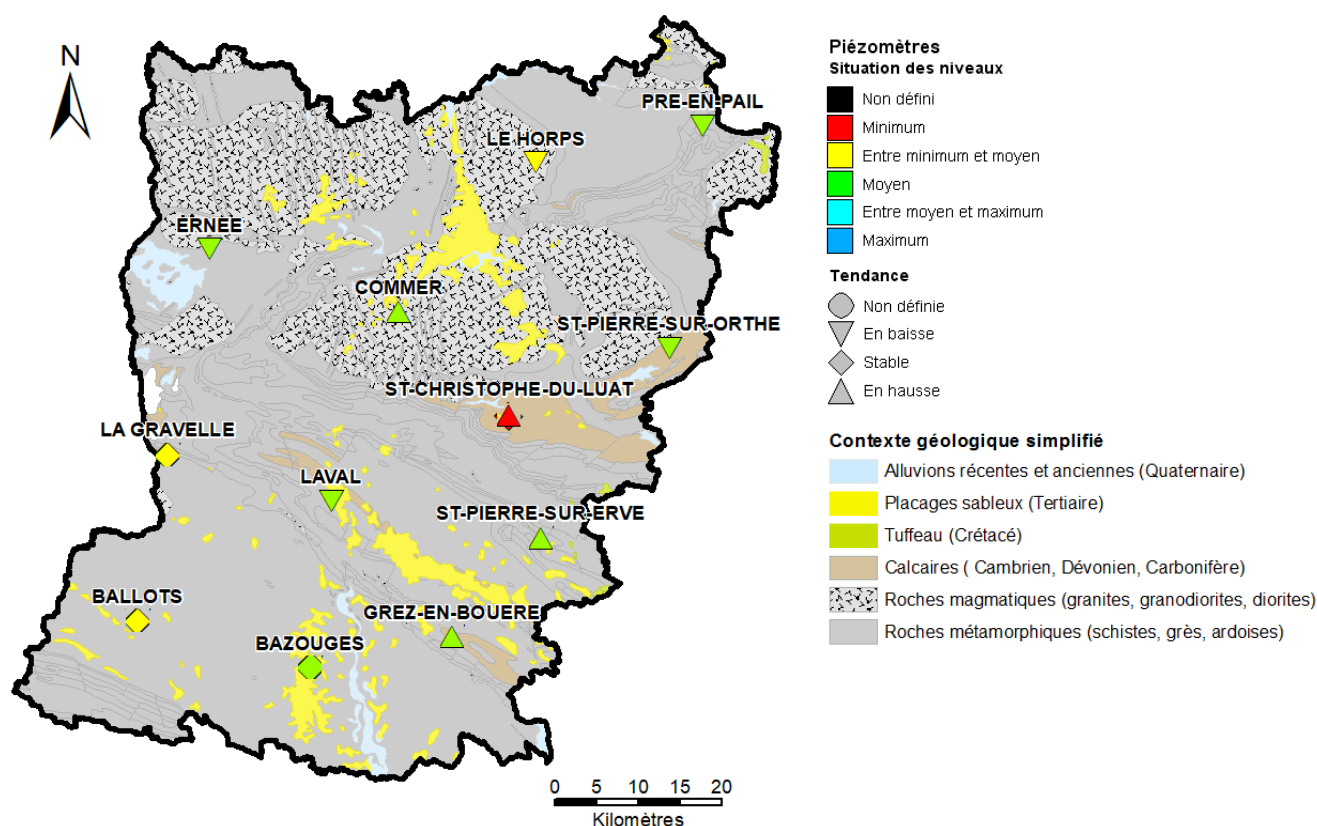 N
PRE-EN-PAIL
LE HORPS
ERNEE
COMMER
ST-PIERRE-SUR-ORTHE
ST-CHRISTOPHE-DU-LUAT
LA GRAVELLE
LAVAL
ST-PIERRE-SUR-ERVE
BALLOTS
GREZ-EN-BOUERE
BAZOUGES
0 5 10 15 20
Kilomètres
Piézomètres
Situation des niveaux
Non défini
Minimum
Entre minimum et moyen
Moyen
Entre moyen et maximum
Maximum
Tendance
Non définie
En baisse
Stable
En hausse
Contexte géologique simplifié
Alluvions récentes et anciennes (Quaternaire)
Placages sableux (Tertiaire)
Tuffeau (Crétacé)
Calcaires ( Cambrien, Dévonien, Carbonifère)
Roches magmatiques (granites, granodiorites, diorites)
Roches métamorphiques (schistes, grès, ardoises)